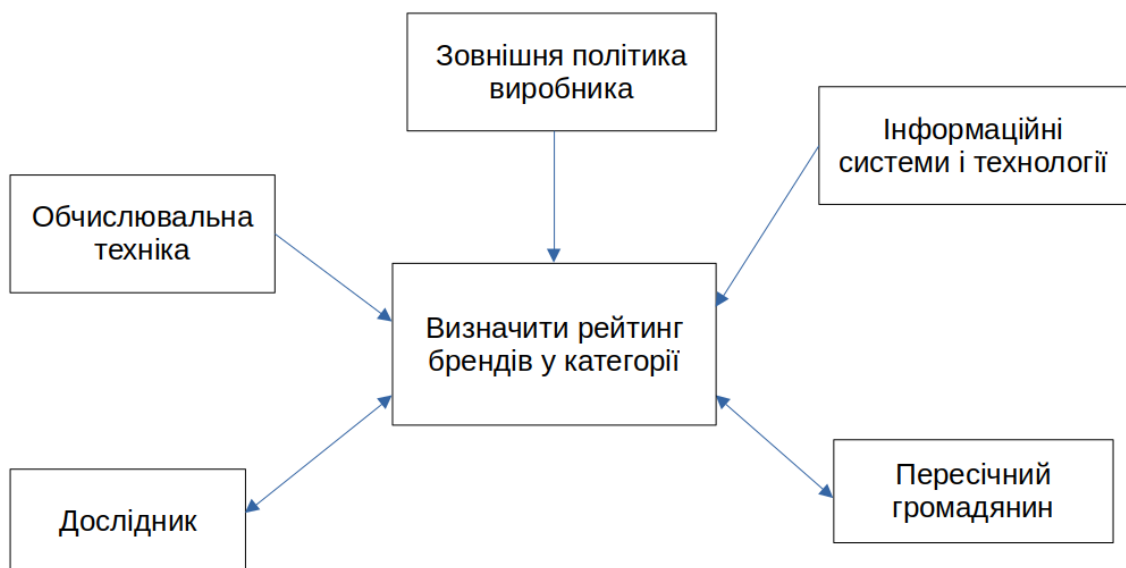 Зовнішня політика
виробника
Інформаційні
системи і технології
Обчислювальна
техніка
Визначити рейтинг
брендів у категорії
Дослідник
Пересічний
громадянин